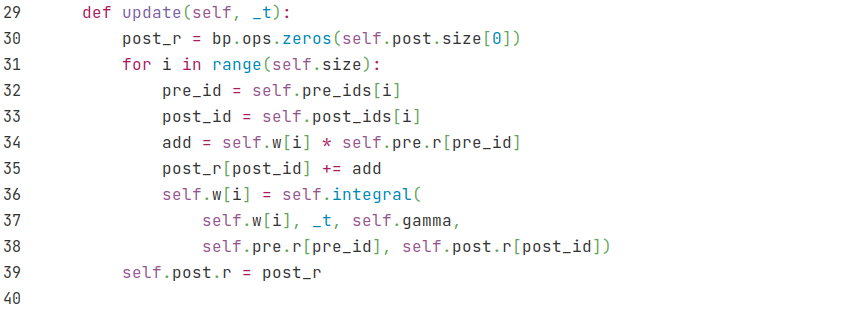 29      def update(self, _t):
30          post_r = bp.ops.zeros(self.post.size[0])
31          for i in range(self.size):
32              pre_id = self.pre_ids[i]
33              post_id = self.post_ids[i]
34              add = self.w[i] * self.pre.r[pre_id]
35              post_r[post_id] += add
36              self.w[i] = self.integral(
37                  self.w[i], _t, self.gamma,
38                  self.pre.r[pre_id], self.post.r[post_id])
39          self.post.r = post_r
40